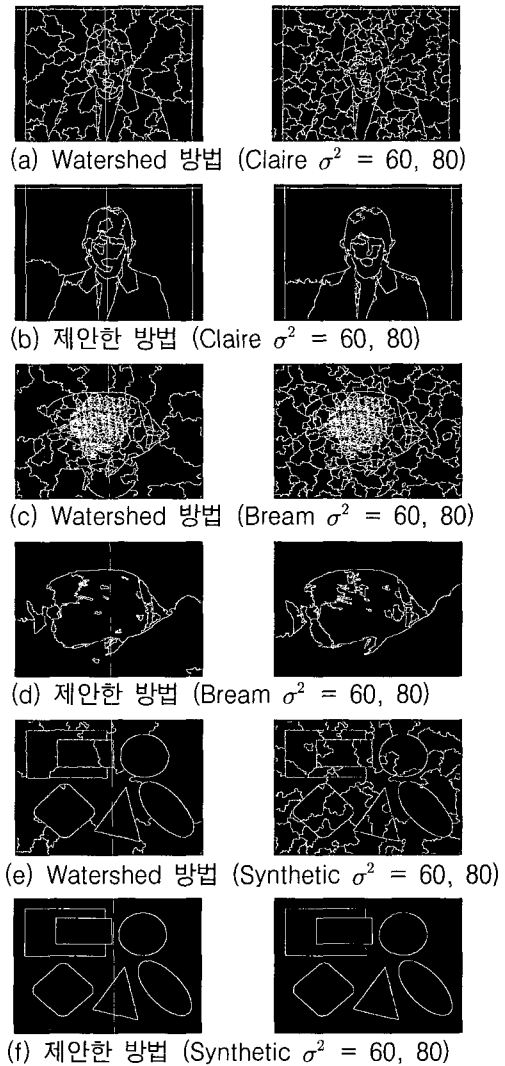 (a) Watershed 방법 (Claire σ² = 60, 80)
(b) 제안한 방법 (Claire σ² = 60, 80)
(c) Watershed 방법 (Bream σ² = 60, 80)
(d) 제안한 방법 (Bream σ² = 60, 80)
(e) Watershed 방법 (Synthetic σ² = 60, 80)
(f) 제안한 방법 (Synthetic σ² = 60, 80)